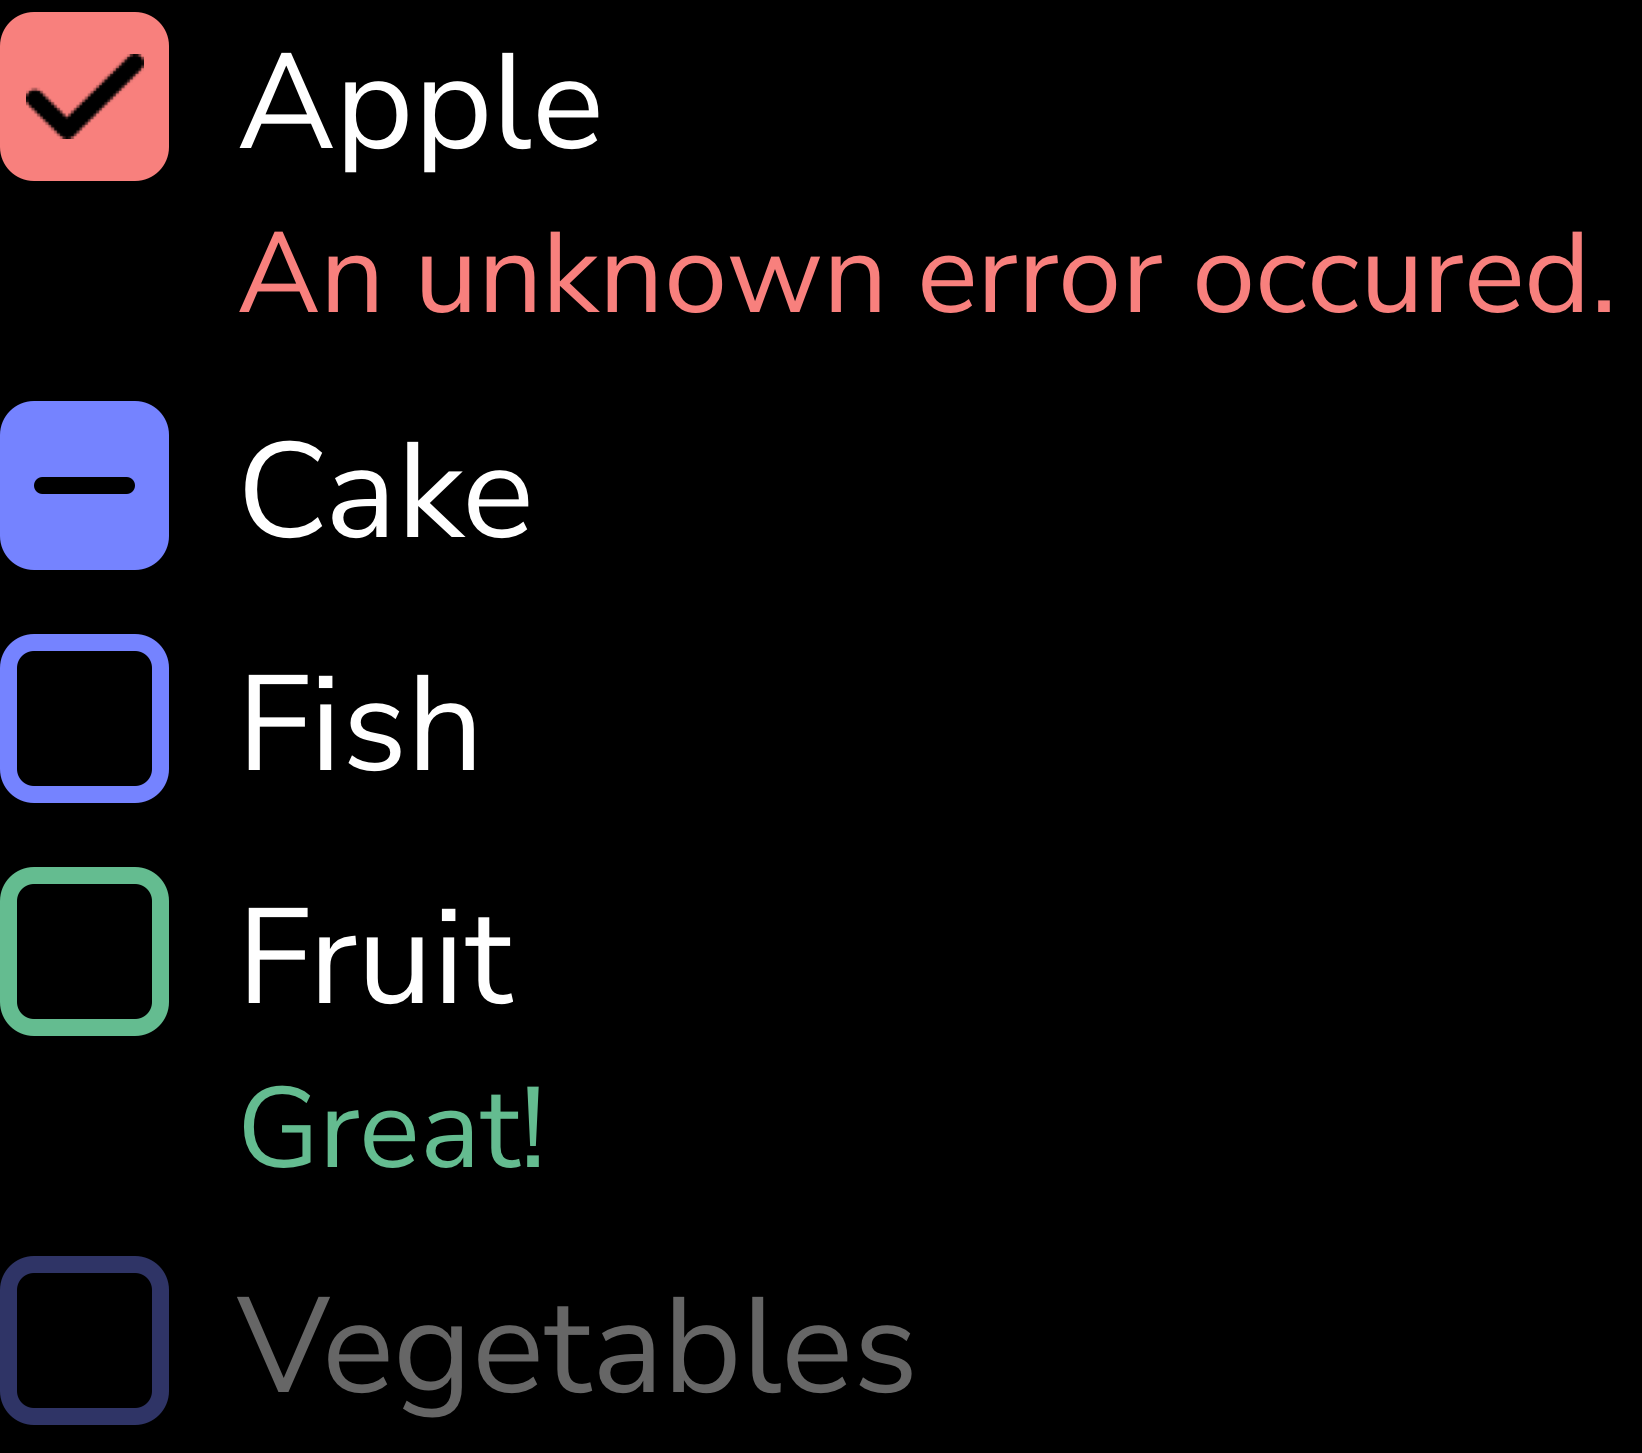 Apple
An unknown error occured.
Cake
Fish
Fruit
Great!
Vegetables